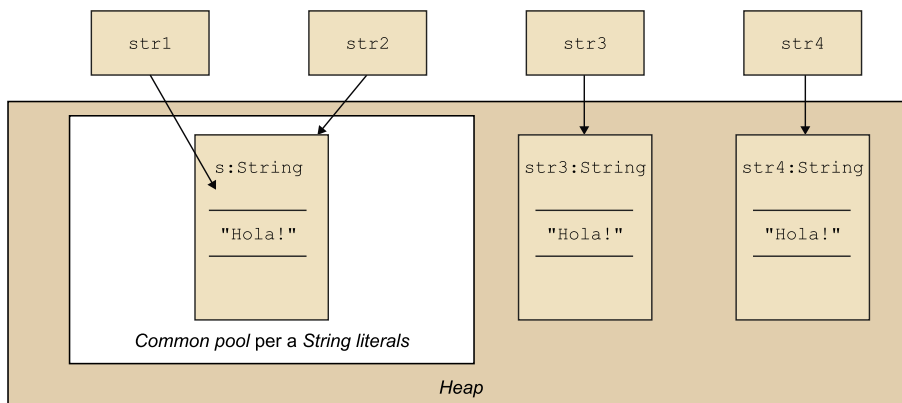 str1
str2
str3
str4
s:String
str3:String
str4:String
"Hola!"
"Hola!"
"Hola!"
Common pool per a String literals
Heap